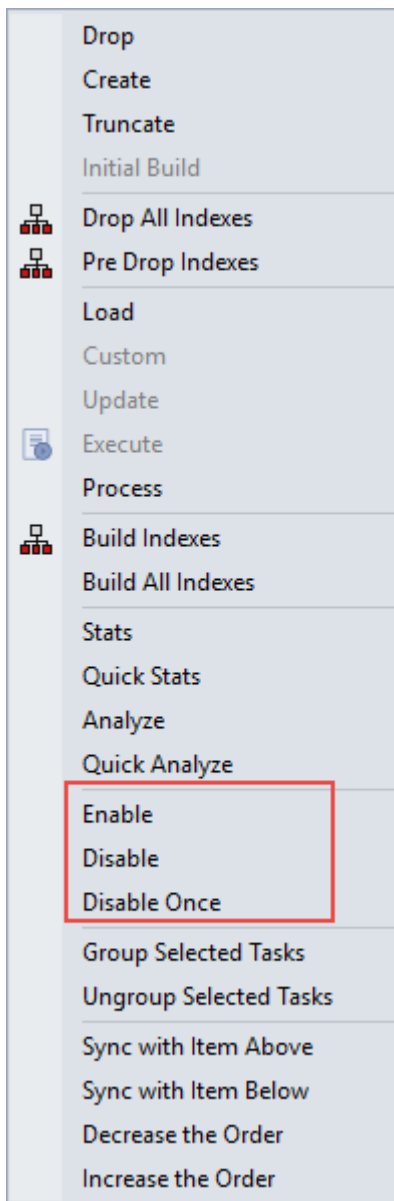 Drop
Create
Truncate
Initial Build
Drop All Indexes
Pre Drop Indexes
Load
Custom
Update
Execute
Process
Build Indexes
Build All Indexes
Stats
Quick Stats
Analyze
Quick Analyze
Enable
Disable
Disable Once
Group Selected Tasks
Ungroup Selected Tasks
Sync with Item Above
Sync with Item Below
Decrease the Order
Increase the Order